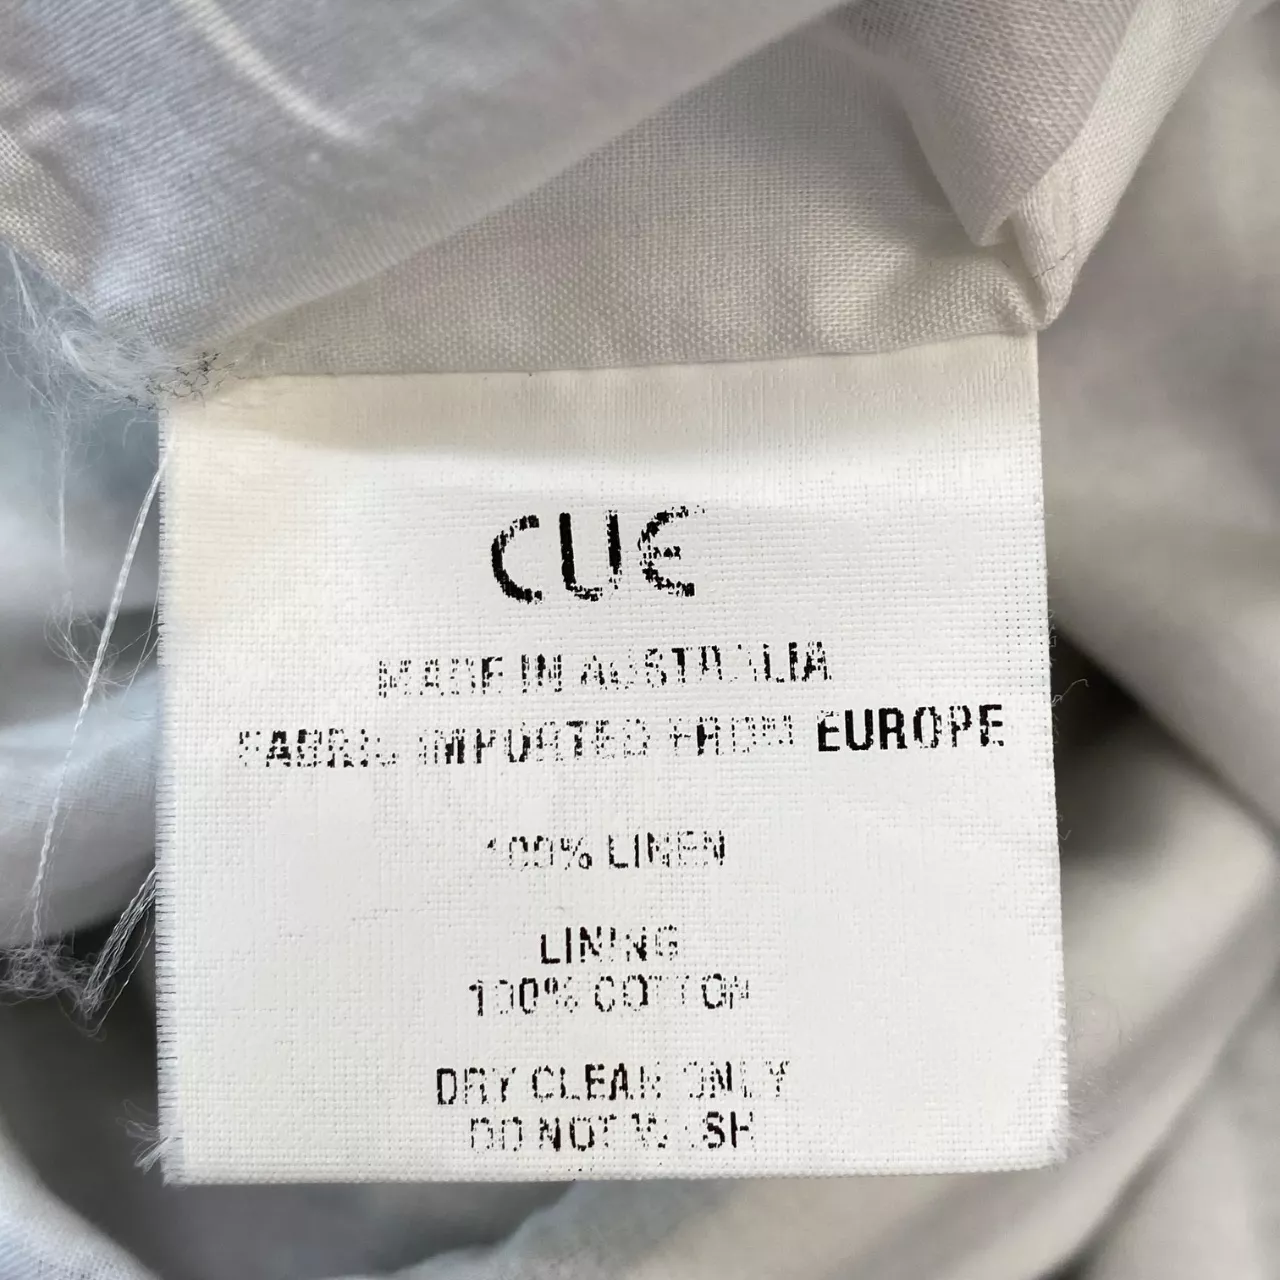 CUE
MADE IN AUSTRALIA
FABRIC IMPORTED FROM EUROPE
100% LINEN
LINING
100% COTTON
DRY CLEAN ONLY
DO NOT WASH